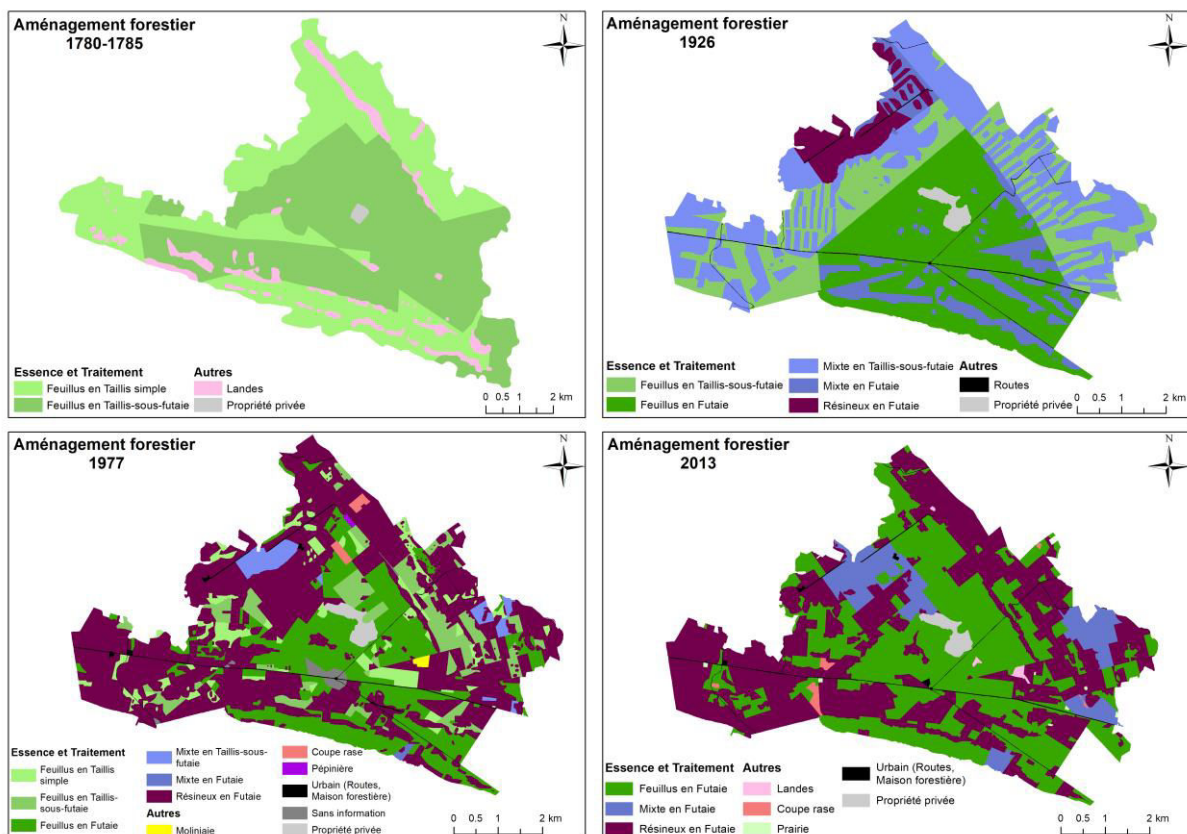 Aménagement forestier
1780-1785
N
Essence et Traitement
Feuillus en Taillis simple
Feuillus en Taillis-sous-futaie
Autres
Landes
Propriété privée
0 0.5 1 2 km
Aménagement forestier
1926
N
Essence et Traitement
Feuillus en Taillis-sous-futaie
Feuillus en Futaie
Mixte en Taillis-sous-futaie
Mixte en Futaie
Résineux en Futaie
Autres
Routes
Propriété privée
0 0.5 1 2 km
Aménagement forestier
1977
N
Essence et Traitement
Feuillus en Taillis
simple
Feuillus en Taillis-
sous-futaie
Feuillus en Futaie
Mixte en Taillis-sous-
futaie
Mixte en Futaie
Résineux en Futaie
Autres
Moliniaie
Coupe rase
Pépinière
Urbain (Routes,
Maison forestière)
Sans information
Propriété privée
0 0.5 1 2 km
Aménagement forestier
2013
N
Essence et Traitement
Feuillus en Futaie
Mixte en Futaie
Résineux en Futaie
Autres
Landes
Coupe rase
Prairie
Urbain (Routes,
Maison forestière)
Propriété privée
0 0.5 1 2 km